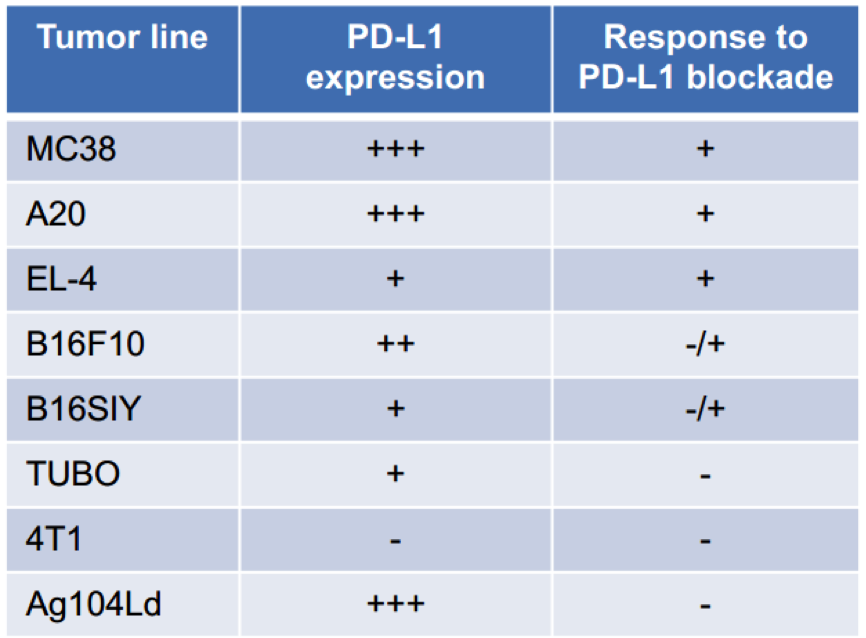 Tumor line PD-L1 expression Response to PD-L1 blockade
MC38 +++ +
A20 +++ +
EL-4 + +
B16F10 ++ -/+
B16SIY + -/+
TUBO + -
4T1 - -
Ag104Ld +++ -